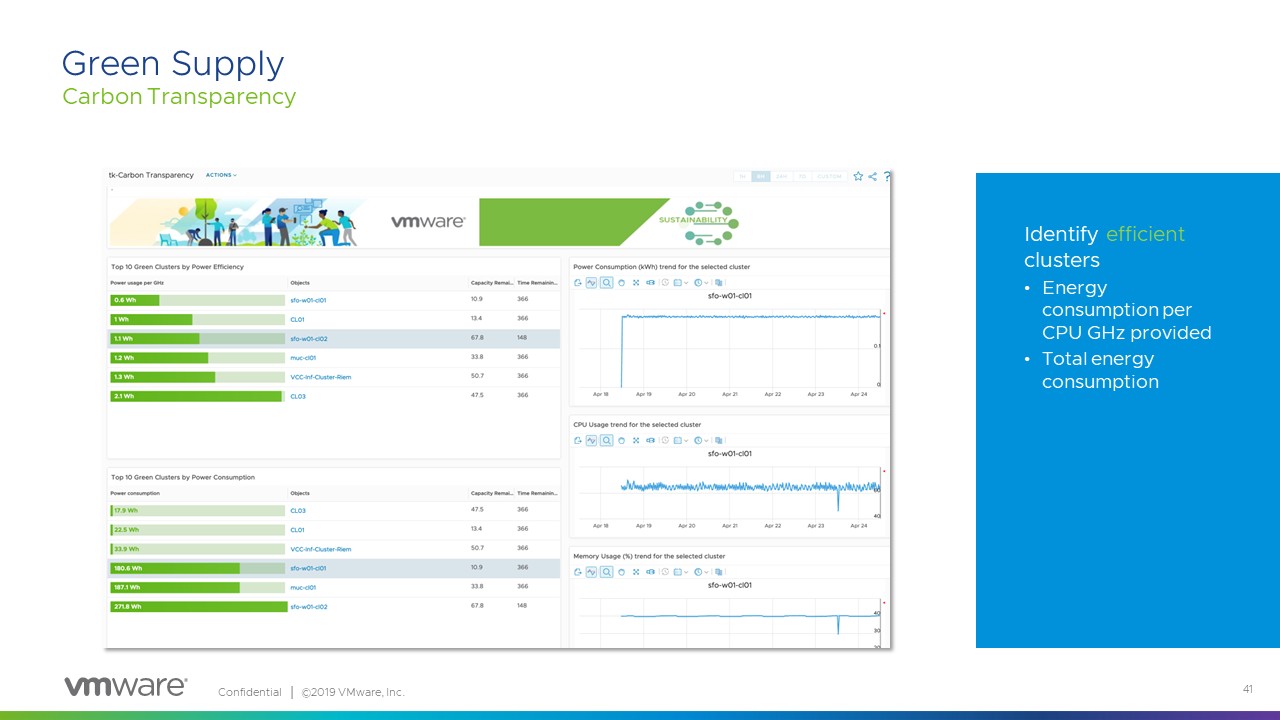 Green Supply
Carbon Transparency
tk-Carbon Transparency ACTIONS
1H 6H 24H 7D CUSTOM
vmware®
SUSTAINABILITY
Top 10 Green Clusters by Power Efficiency
Power usage per GHz Objects Capacity Remai... Time Remainin...
0.6 Wh sfo-w01-cl01 10.9 366
1 Wh CL01 13.4 366
1.1 Wh sfo-w01-cl02 67.8 148
1.2 Wh muc-cl01 33.8 366
1.3 Wh VCC-Inf-Cluster-Riem 50.7 366
2.1 Wh CL03 47.5 366
Top 10 Green Clusters by Power Consumption
Power consumption Objects Capacity Remai... Time Remainin...
17.9 Wh CL03 47.5 366
22.5 Wh CL01 13.4 366
33.9 Wh VCC-Inf-Cluster-Riem 50.7 366
180.6 Wh sfo-w01-cl01 10.9 366
187.1 Wh muc-cl01 33.8 366
271.8 Wh sfo-w01-cl02 67.8 148
Power Consumption (kWh) trend for the selected cluster
sfo-w01-cl01
0.1
0
Apr 18 Apr 19 Apr 20 Apr 21 Apr 22 Apr 23 Apr 24
CPU Usage trend for the selected cluster
sfo-w01-cl01
40
Apr 18 Apr 19 Apr 20 Apr 21 Apr 22 Apr 23 Apr 24
Memory Usage (%) trend for the selected cluster
sfo-w01-cl01
40
30
Identify efficient
clusters
• Energy
consumption per
CPU GHz provided
• Total energy
consumption
vmware®
Confidential | ©2019 VMware, Inc.
41